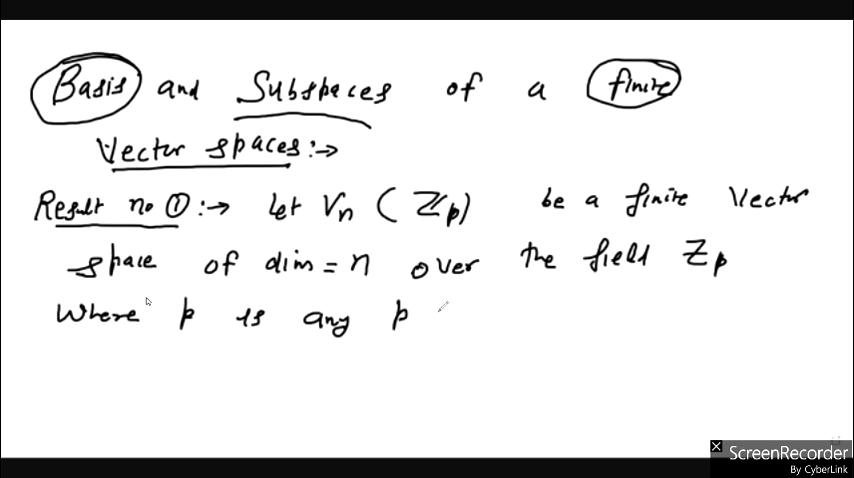 Basis and Subspaces of a finite
Vector spaces :→
Result no ① :→ let Vn ( Zp) be a finite Vector
space of dim = n over the field Zp
Where p is any p
ScreenRecorder
By CyberLink